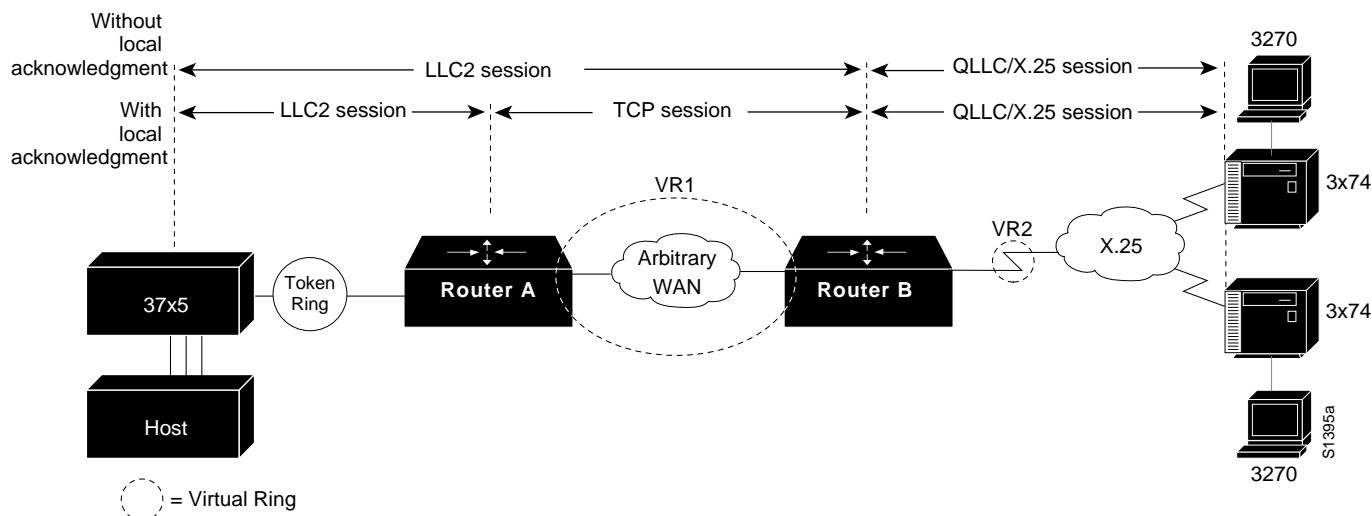 Without
local
acknowledgment
LLC2 session
QLLC/X.25 session
3270
With
local
acknowledgment
LLC2 session
TCP session
QLLC/X.25 session
3x74
VR1
VR2
X.25
Arbitrary
WAN
Token
Ring
Router A
Router B
37x5
3x74
Host
3270
S1395a
= Virtual Ring